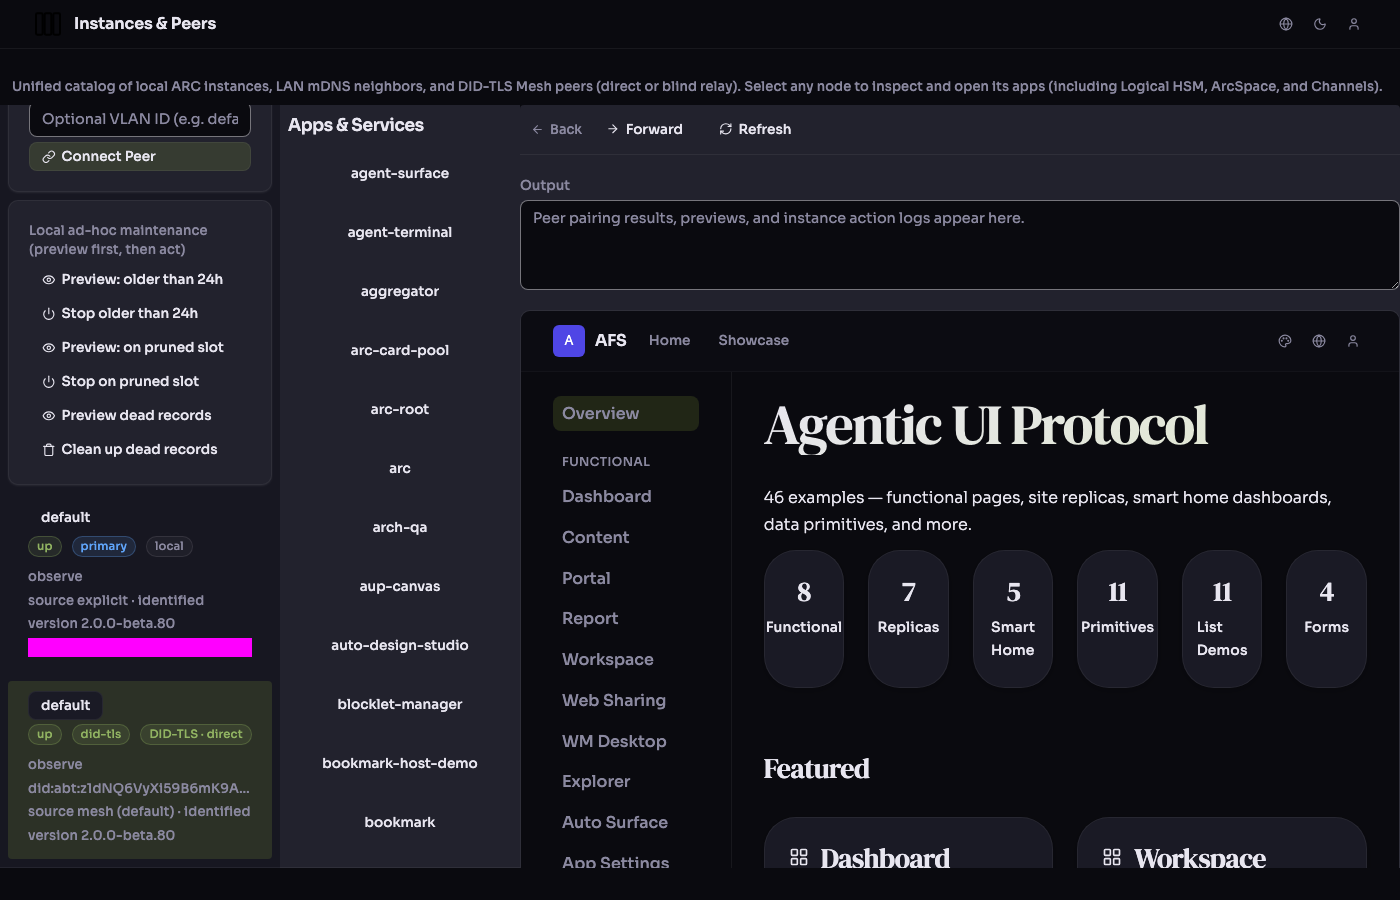 Instances & Peers
Unified catalog of local ARC instances, LAN mDNS neighbors, and DID-TLS Mesh peers (direct or blind relay). Select any node to inspect and open its apps (including Logical HSM, ArcSpace, and Channels).
Optional VLAN ID (e.g. defa
Connect Peer
Local ad-hoc maintenance
(preview first, then act)
Preview: older than 24h
Stop older than 24h
Preview: on pruned slot
Stop on pruned slot
Preview dead records
Clean up dead records
default
up primary local
observe
source explicit · identified
version 2.0.0-beta.80
default
up did-tls DID-TLS · direct
observe
did:abt:z1dNQ6VyXI59B6mK9A...
source mesh (default) · identified
version 2.0.0-beta.80
Apps & Services
agent-surface
agent-terminal
aggregator
arc-card-pool
arc-root
arc
arch-qa
aup-canvas
auto-design-studio
blocklet-manager
bookmark-host-demo
bookmark
Back Forward Refresh
Output
Peer pairing results, previews, and instance action logs appear here.
A AFS Home Showcase
Overview
FUNCTIONAL
Dashboard
Content
Portal
Report
Workspace
Web Sharing
WM Desktop
Explorer
Auto Surface
App Settings
Agentic UI Protocol
46 examples — functional pages, site replicas, smart home dashboards,
data primitives, and more.
8
Functional
7
Replicas
5
Smart
Home
11
Primitives
11
List
Demos
4
Forms
Featured
Dashboard
Workspace